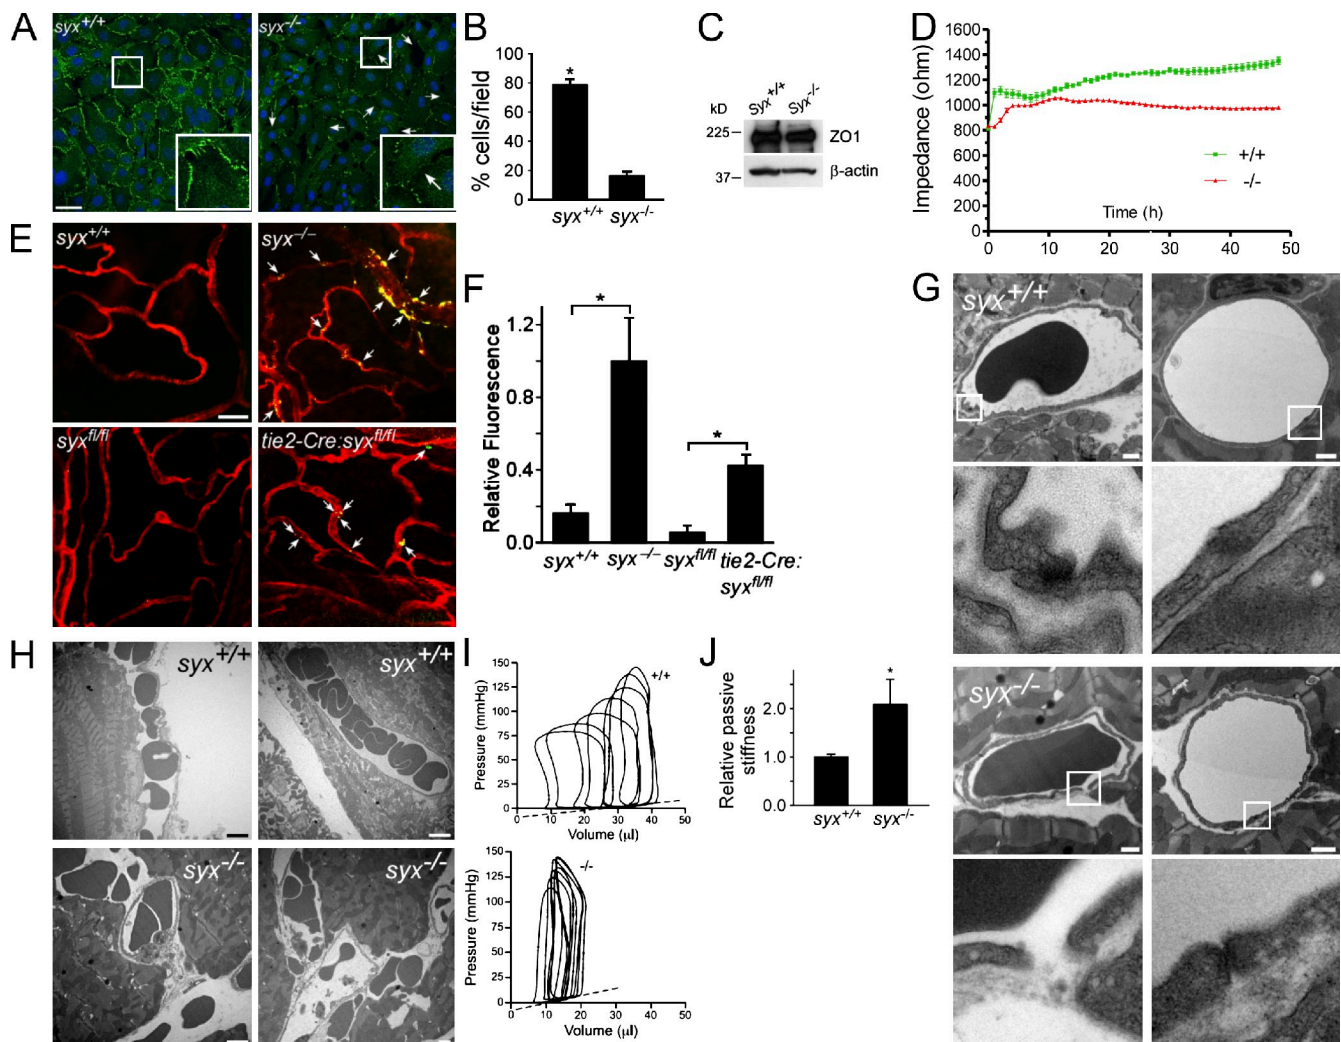 A
syx+/+
syx-/-
B
% cells/field
100
80
60
40
20
0
*
syx+/+ syx-/-
C
kD
Syx+/+ Syx-/-
225
ZO1
37
β-actin
D
Impedance (ohm)
1600
1400
1200
1000
800
600
400
200
0
+/+
-/-
Time (h)
0 10 20 30 40 50
E
syx+/+
syx-/-
syxfl/fl
tie2-Cre:syxfl/fl
F
Relative Fluorescence
1.2
0.8
0.4
0.0
*
*
syx+/+ syx-/- syxfl/fl tie2-Cre:
syxfl/fl
G
syx+/+
syx-/-
H
syx+/+
syx+/+
syx-/-
syx-/-
I
Pressure (mmHg)
150
125
100
75
50
25
0
+/+
0 10 20 30 40 50
Volume (μl)
Pressure (mmHg)
150
125
100
75
50
25
0
-/-
0 10 20 30 40 50
Volume (μl)
J
Relative passive
stiffness
2.0
1.0
0.0
*
syx+/+ syx-/-